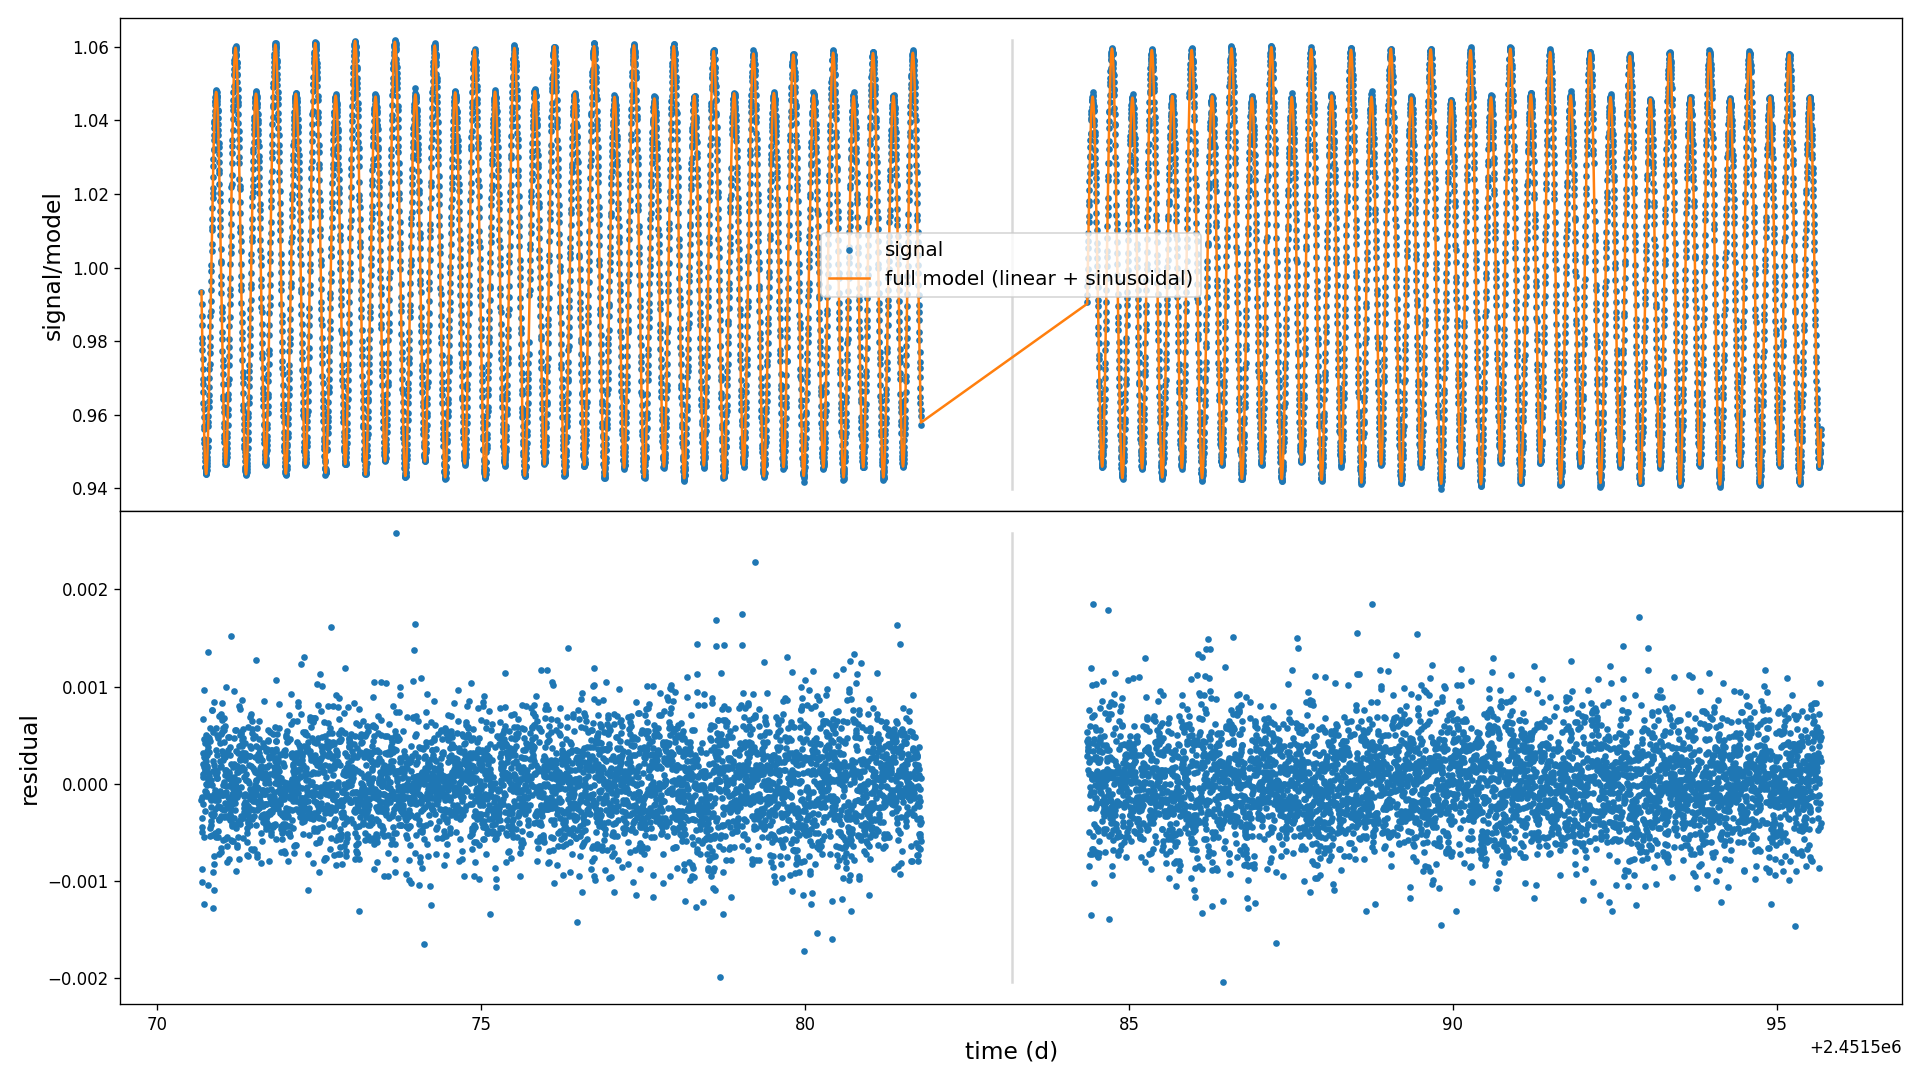 1.06
1.04
1.02
1.00
0.98
0.96
0.94
signal/model
signal
full model (linear + sinusoidal)
0.002
0.001
0.000
−0.001
−0.002
residual
70 75 80 85 90 95
time (d)
+2.4515e6